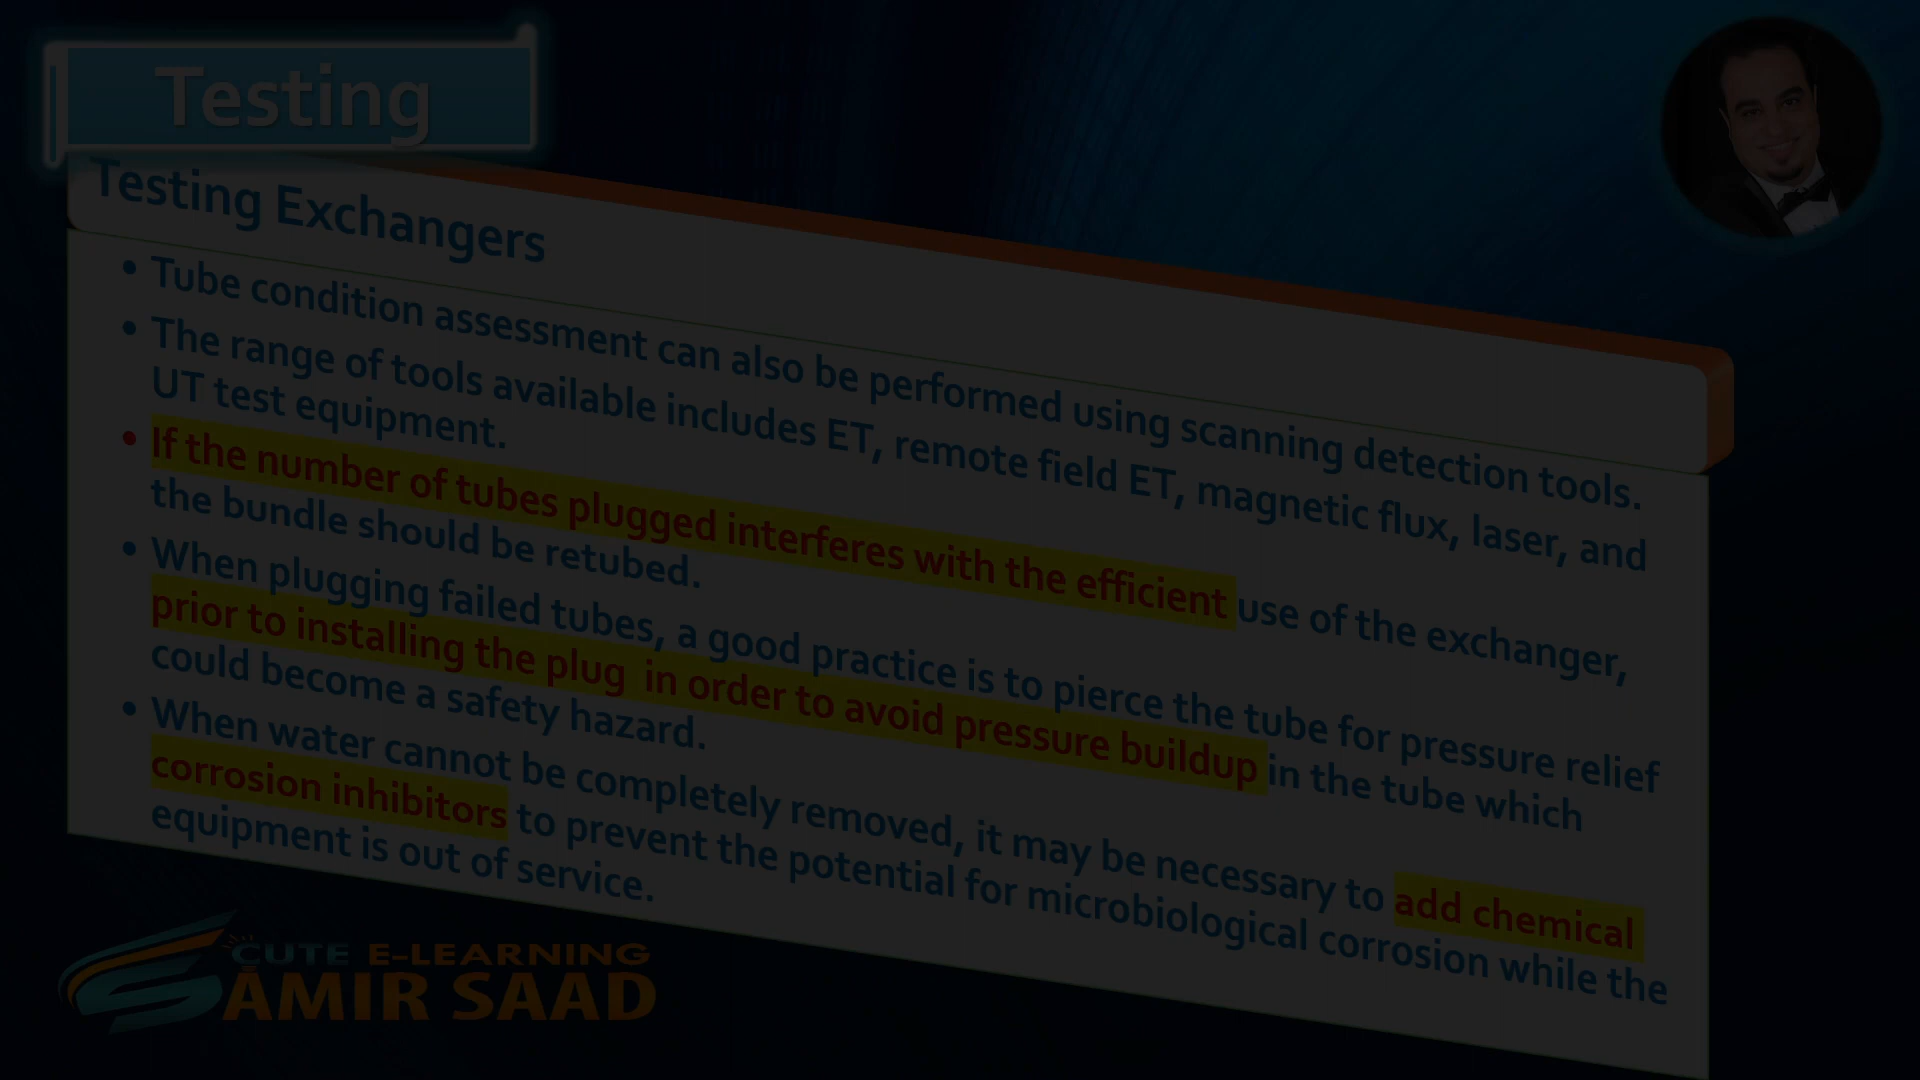 Testing
Testing Exchangers
• Tube condition assessment can also be performed using scanning detection tools.
• The range of tools available includes ET, remote field ET, magnetic flux, laser, and
UT test equipment.
• If the number of tubes plugged interferes with the efficient use of the exchanger,
the bundle should be retubed.
• When plugging failed tubes, a good practice is to pierce the tube for pressure relief
prior to installing the plug in order to avoid pressure buildup in the tube which
could become a safety hazard.
• When water cannot be completely removed, it may be necessary to add chemical
corrosion inhibitors to prevent the potential for microbiological corrosion while the
equipment is out of service.
CUTE E-LEARNING
AMIR SAAD